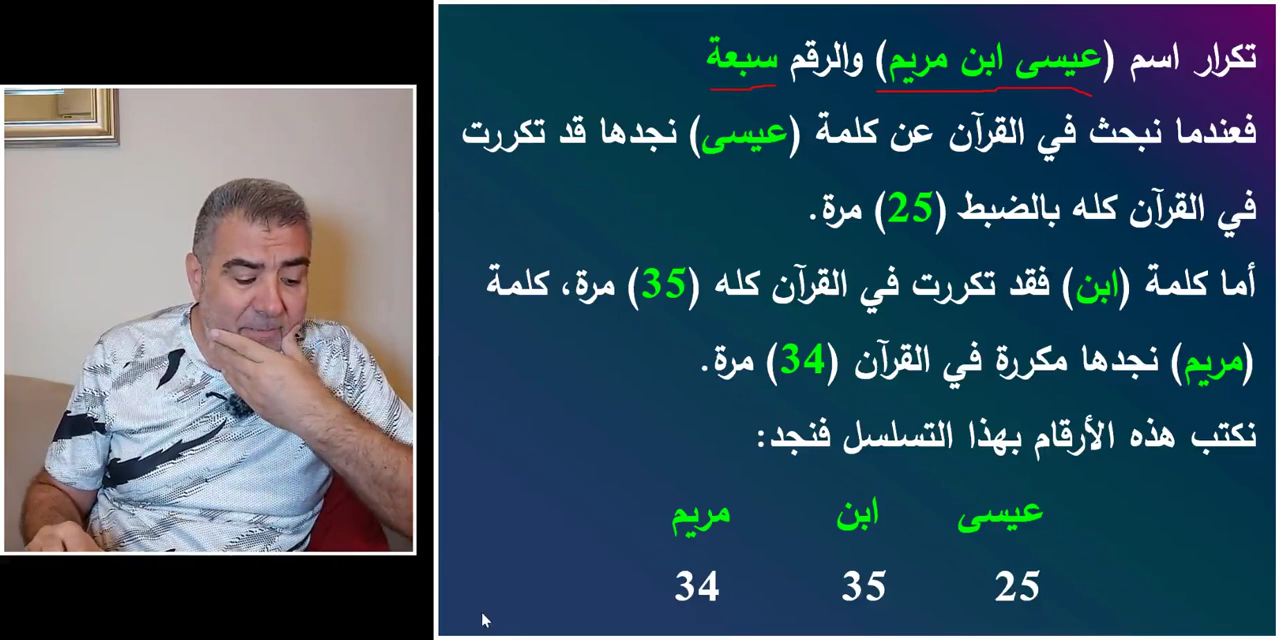 تكرار اسم (عيسى ابن مريم) والرقم سبعة
فعندما نبحث في القرآن عن كلمة (عيسى) نجدها قد تكررت
في القرآن كله بالضبط (25) مرة.
أما كلمة (ابن) فقد تكررت في القرآن كله (35) مرة، كلمة
(مريم) نجدها مكررة في القرآن (34) مرة.
نكتب هذه الأرقام بهذا التسلسل فنجد:
عيسى ابن مريم
25 35 34